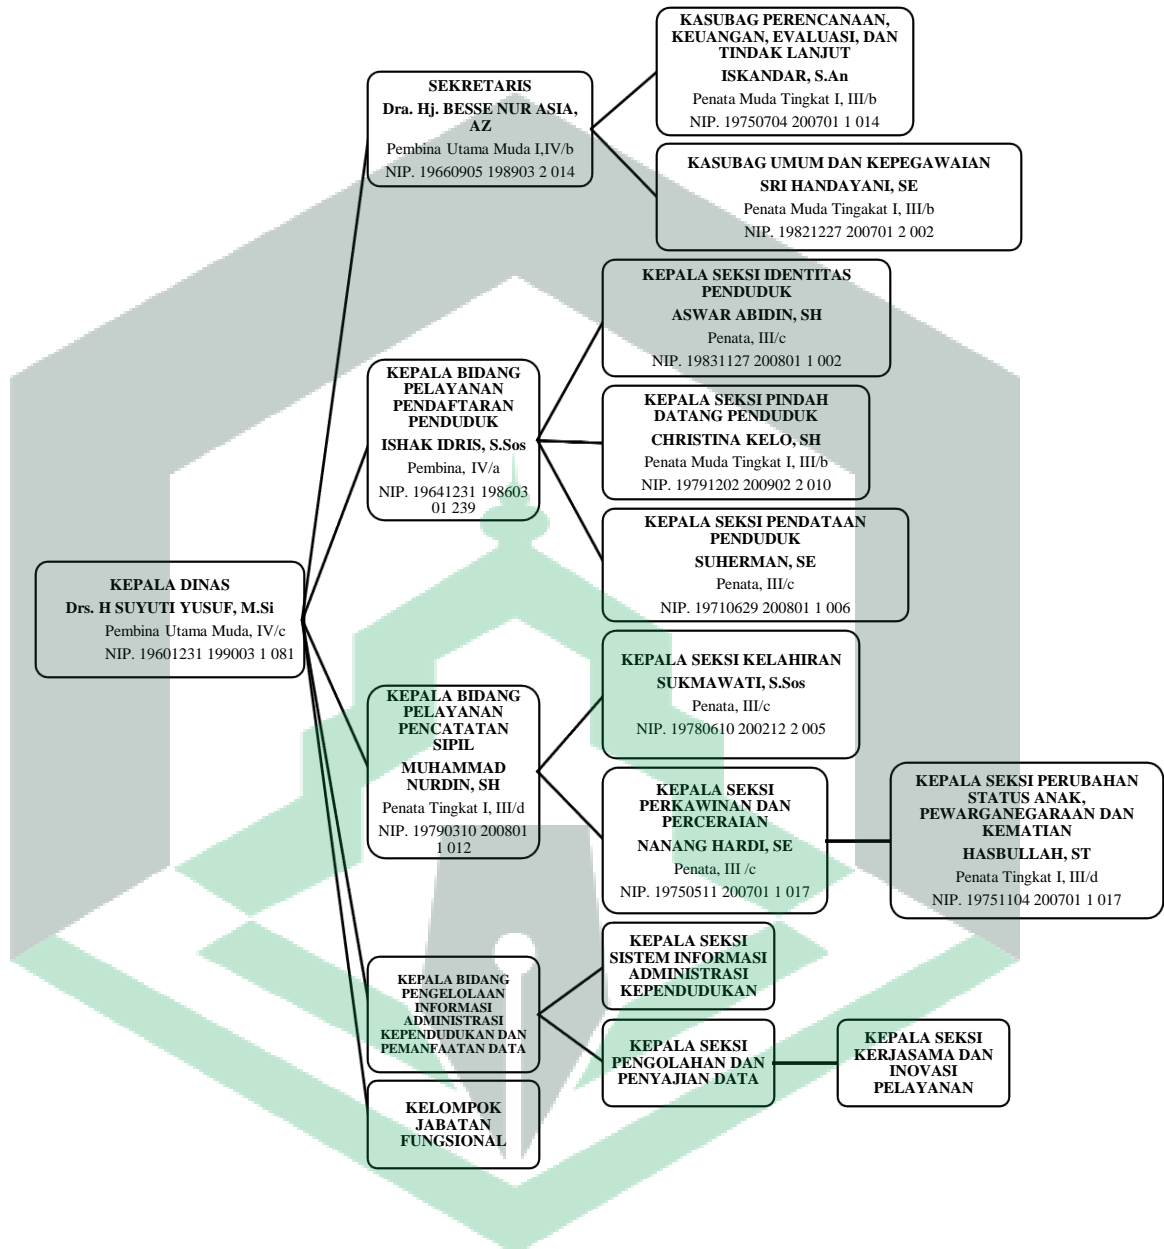 KEPALA DINAS
Drs. H SUYUTI YUSUF, M.Si
Pembina Utama Muda, IV/c
NIP. 19601231 199003 1 081
SEKRETARIS
Dra. Hj. BESSE NUR ASIA,
AZ
Pembina Utama Muda I,IV/b
NIP. 19660905 198903 2 014
KASUBAG PERENCANAAN,
KEUANGAN, EVALUASI, DAN
TINDAK LANJUT
ISKANDAR, S.An
Penata Muda Tingkat I, III/b
NIP. 19750704 200701 1 014
KASUBAG UMUM DAN KEPEGAWAIAN
SRI HANDAYANI, SE
Penata Muda Tingakat I, III/b
NIP. 19821227 200701 2 002
KEPALA BIDANG
PELAYANAN
PENDAFTARAN
PENDUDUK
ISHAK IDRIS, S.Sos
Pembina, IV/a
NIP. 19641231 198603
01 239
KEPALA SEKSI IDENTITAS
PENDUDUK
ASWAR ABIDIN, SH
Penata, III/c
NIP. 19831127 200801 1 002
KEPALA SEKSI PINDAH
DATANG PENDUDUK
CHRISTINA KELO, SH
Penata Muda Tingkat I, III/b
NIP. 19791202 200902 2 010
KEPALA SEKSI PENDATAAN
PENDUDUK
SUHERMAN, SE
Penata, III/c
NIP. 19710629 200801 1 006
KEPALA BIDANG
PELAYANAN
PENCATATAN
SIPIL
MUHAMMAD
NURDIN, SH
Penata Tingkat I, III/d
NIP. 19790310 200801
1 012
KEPALA SEKSI KELAHIRAN
SUKMAWATI, S.Sos
Penata, III/c
NIP. 19780610 200212 2 005
KEPALA SEKSI
PERKAWINAN DAN
PERCERAIAN
NANANG HARDI, SE
Penata, III /c
NIP. 19750511 200701 1 017
KEPALA SEKSI PERUBAHAN
STATUS ANAK,
PEWARGANEGARAAN DAN
KEMATIAN
HASBULLAH, ST
Penata Tingkat I, III/d
NIP. 19751104 200701 1 017
KEPALA BIDANG
PENGELOLAAN
INFORMASI
ADMINISTRASI
KEPENDUDUKAN DAN
PEMANFAATAN DATA
KEPALA SEKSI
SISTEM INFORMASI
ADMINISTRASI
KEPENDUDUKAN
KEPALA SEKSI
PENGOLAHAN DAN
PENYAJIAN DATA
KEPALA SEKSI
KERJASAMA DAN
INOVASI
PELAYANAN
KELOMPOK
JABATAN
FUNGSIONAL